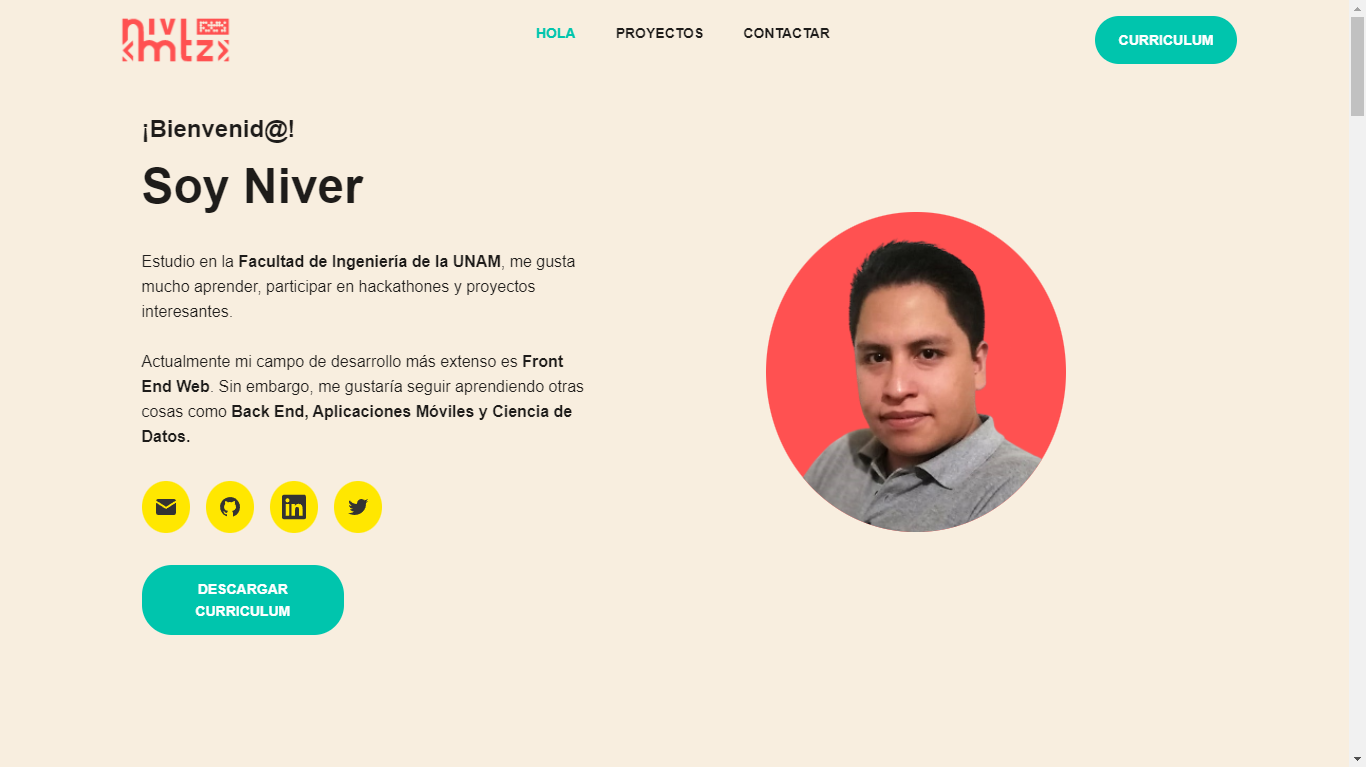 nivi
<mtz>
HOLA
PROYECTOS
CONTACTAR
CURRICULUM
¡Bienvenid@!
Soy Niver
Estudio en la Facultad de Ingeniería de la UNAM, me gusta
mucho aprender, participar en hackathones y proyectos
interesantes.
Actualmente mi campo de desarrollo más extenso es Front
End Web. Sin embargo, me gustaría seguir aprendiendo otras
cosas como Back End, Aplicaciones Móviles y Ciencia de
Datos.
in
DESCARGAR
CURRICULUM